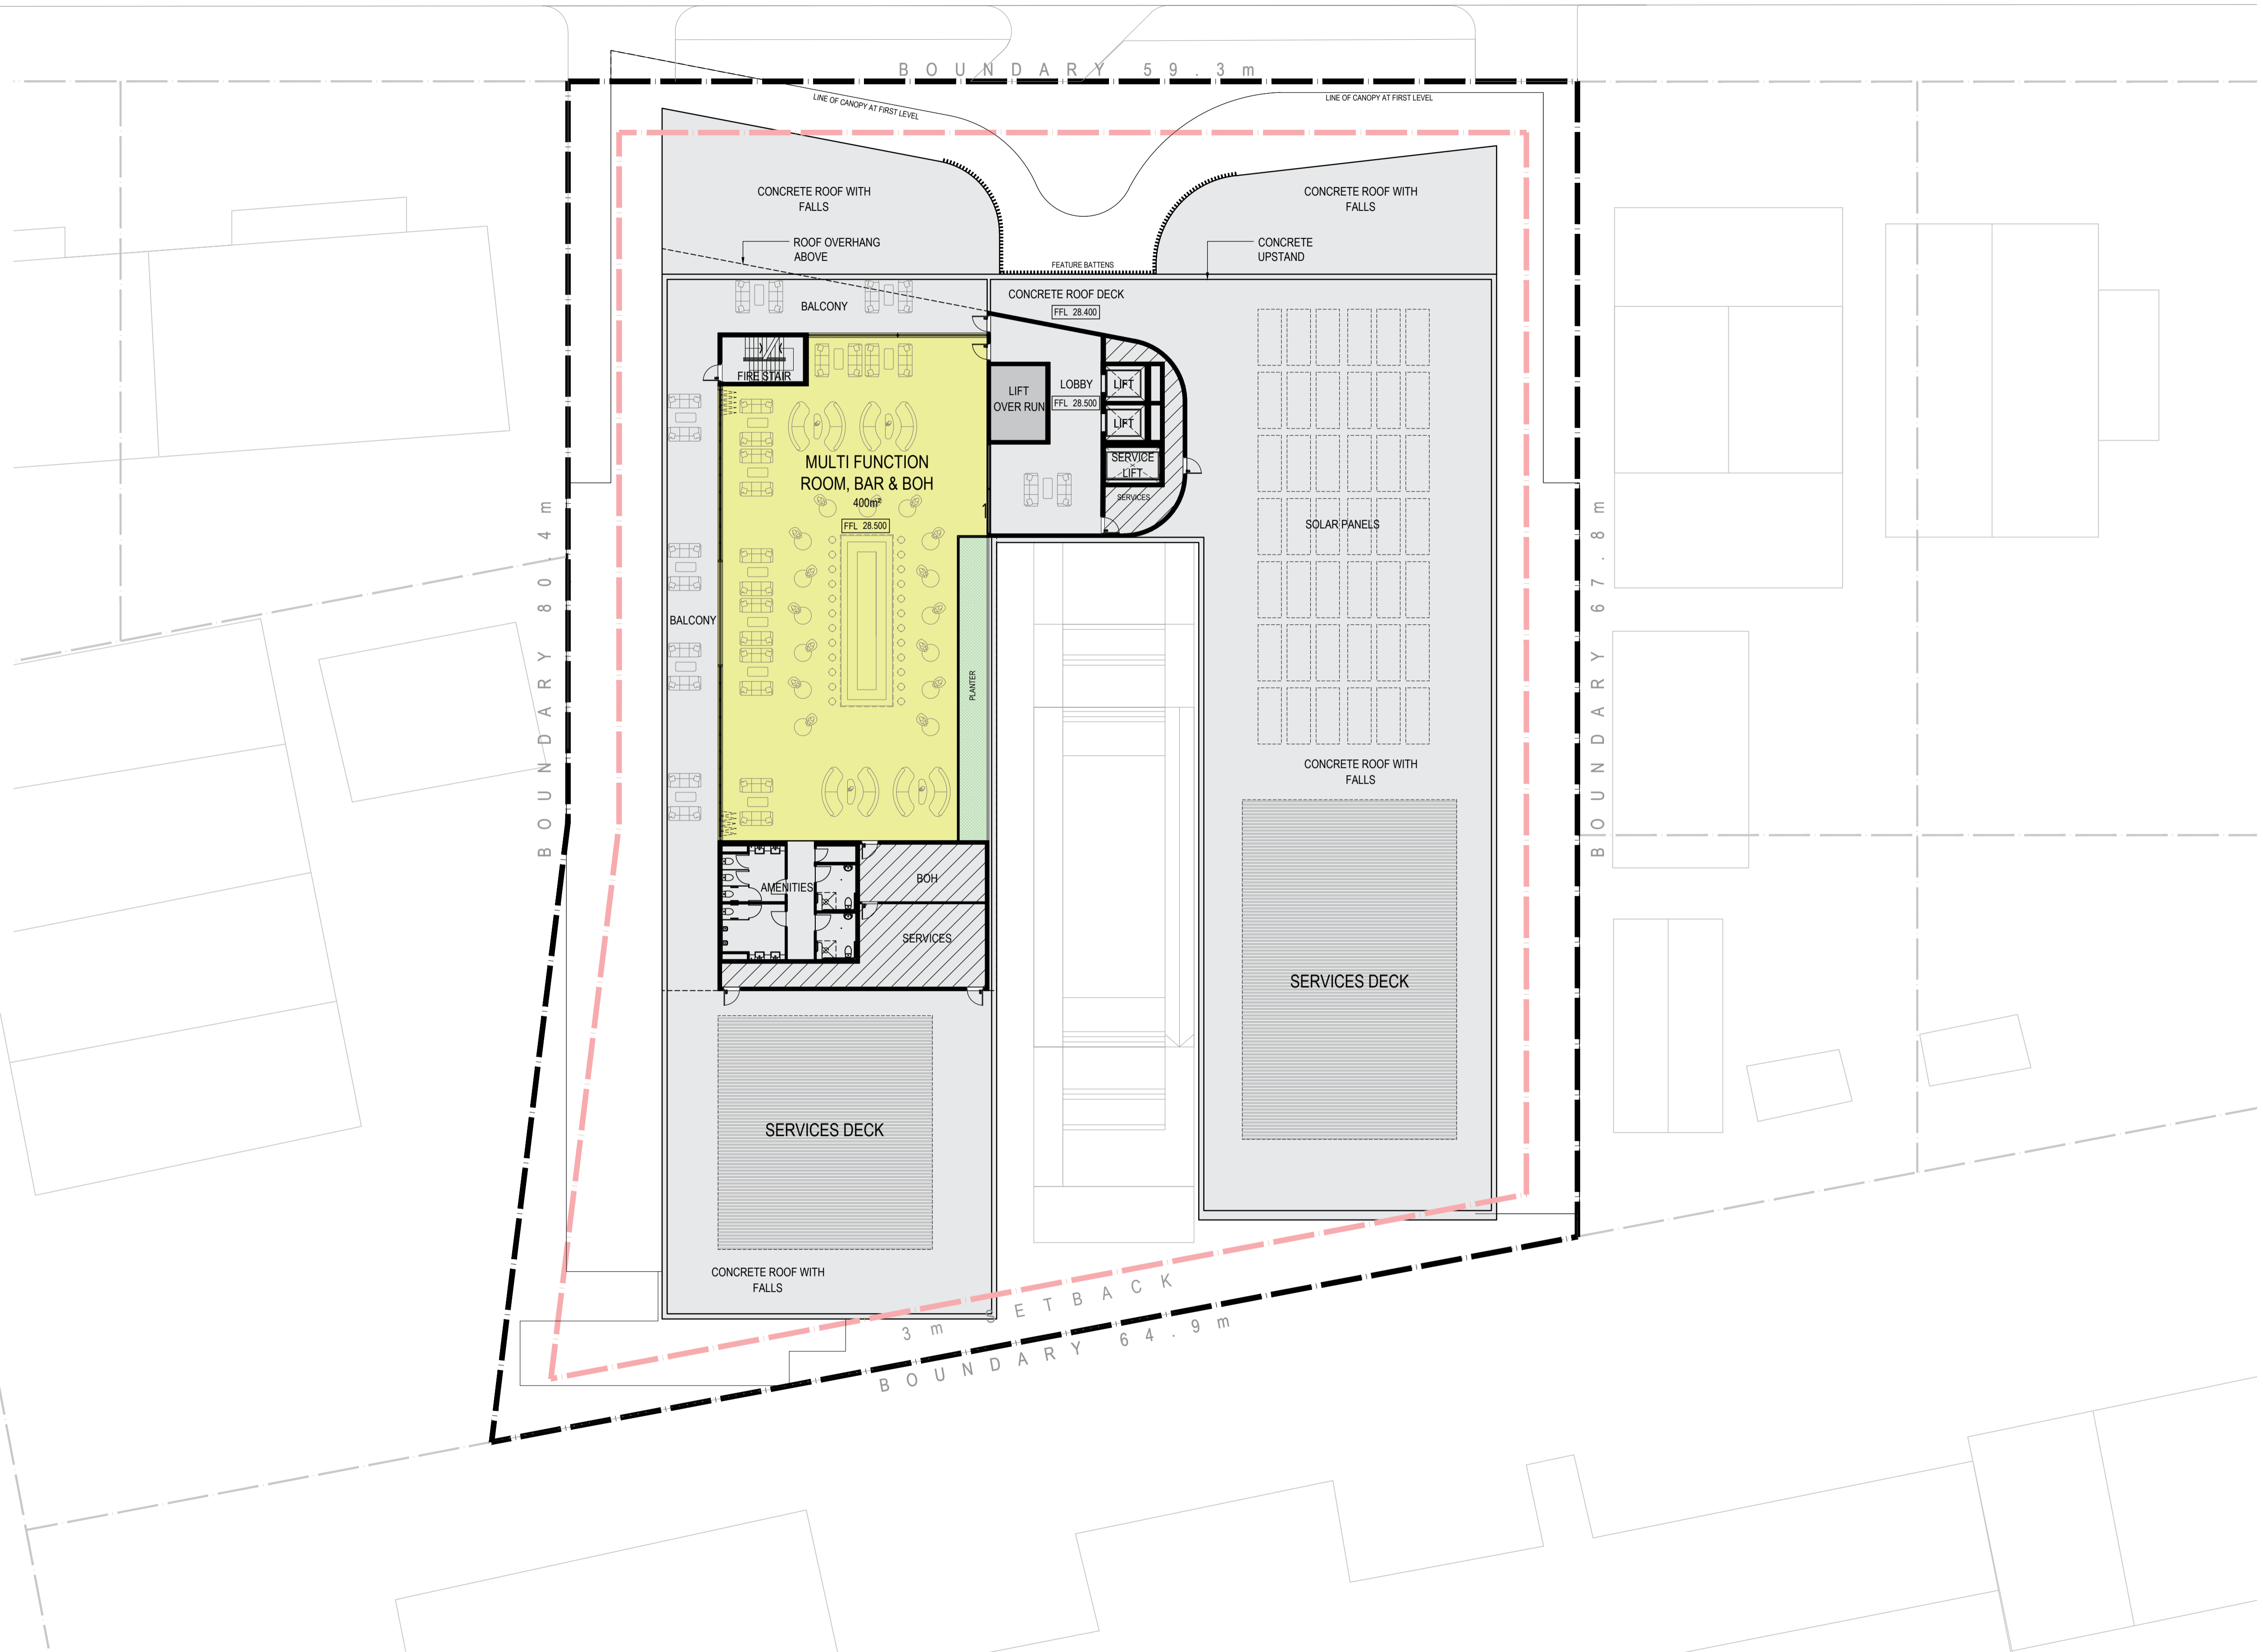 BOUNDARY 59.3m
LINE OF CANOPY AT FIRST LEVEL
LINE OF CANOPY AT FIRST LEVEL
CONCRETE ROOF WITH
FALLS
CONCRETE ROOF WITH
FALLS
ROOF OVERHANG
ABOVE
CONCRETE
UPSTAND
FEATURE BATTENS
BALCONY
CONCRETE ROOF DECK
FFL 28.400
FIRE STAIR
LIFT
OVER RUN
LOBBY
FFL 28.500
LIFT
LIFT
SERVICE
LIFT
SERVICES
MULTI FUNCTION
ROOM, BAR & BOH
400m²
FFL 28.500
1
SOLAR PANELS
BOUNDARY 80.4m
BOUNDARY 67.8m
BALCONY
PLANTER
CONCRETE ROOF WITH
FALLS
AMENITIES
BOH
SERVICES
SERVICES DECK
SERVICES DECK
CONCRETE ROOF WITH
FALLS
3m SETBACK
BOUNDARY 64.9m